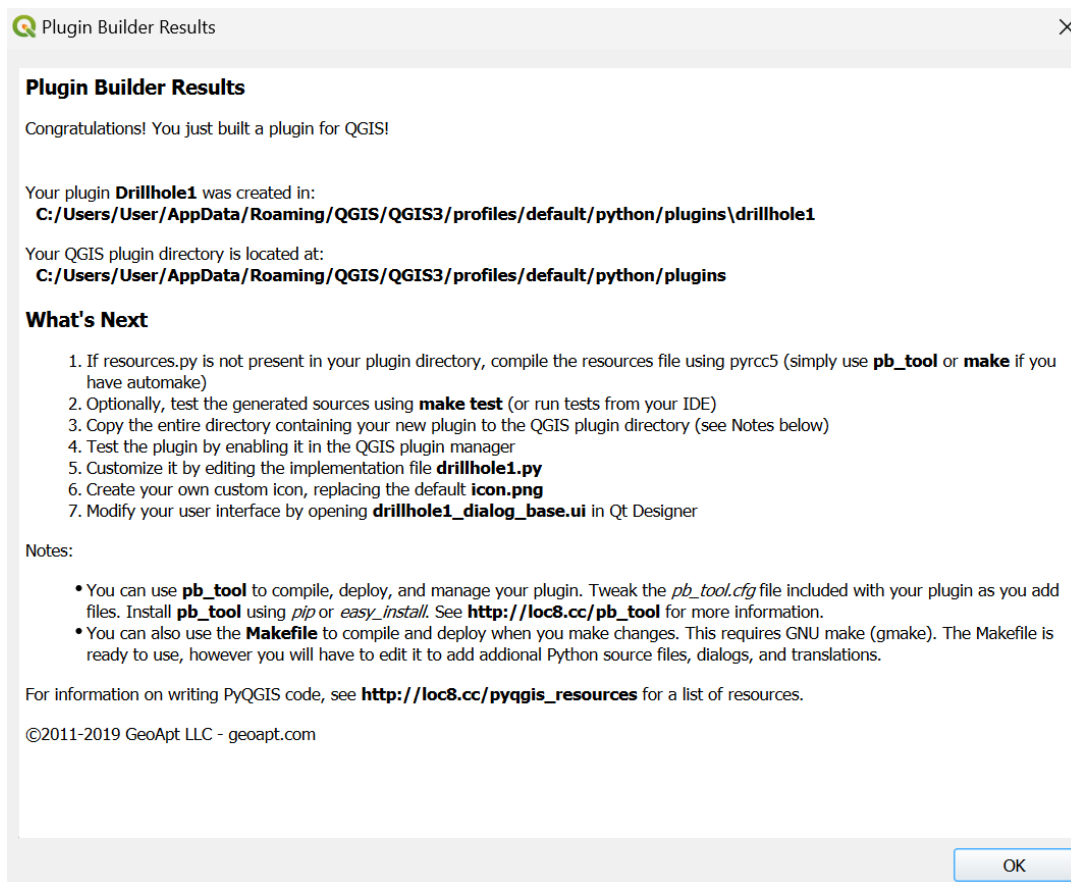 Plugin Builder Results
Plugin Builder Results
Congratulations! You just built a plugin for QGIS!
Your plugin Drillhole1 was created in:
C:/Users/User/AppData/Roaming/QGIS/QGIS3/profiles/default/python/plugins\drillhole1
Your QGIS plugin directory is located at:
C:/Users/User/AppData/Roaming/QGIS/QGIS3/profiles/default/python/plugins
What's Next
1. If resources.py is not present in your plugin directory, compile the resources file using pyrcc5 (simply use pb_tool or make if you
have automake)
2. Optionally, test the generated sources using make test (or run tests from your IDE)
3. Copy the entire directory containing your new plugin to the QGIS plugin directory (see Notes below)
4. Test the plugin by enabling it in the QGIS plugin manager
5. Customize it by editing the implementation file drillhole1.py
6. Create your own custom icon, replacing the default icon.png
7. Modify your user interface by opening drillhole1_dialog_base.ui in Qt Designer
Notes:
• You can use pb_tool to compile, deploy, and manage your plugin. Tweak the pb_tool.cfg file included with your plugin as you add
files. Install pb_tool using pip or easy_install. See http://loc8.cc/pb_tool for more information.
• You can also use the Makefile to compile and deploy when you make changes. This requires GNU make (gmake). The Makefile is
ready to use, however you will have to edit it to add addional Python source files, dialogs, and translations.
For information on writing PyQGIS code, see http://loc8.cc/pyqgis_resources for a list of resources.
©2011-2019 GeoApt LLC - geoapt.com
OK